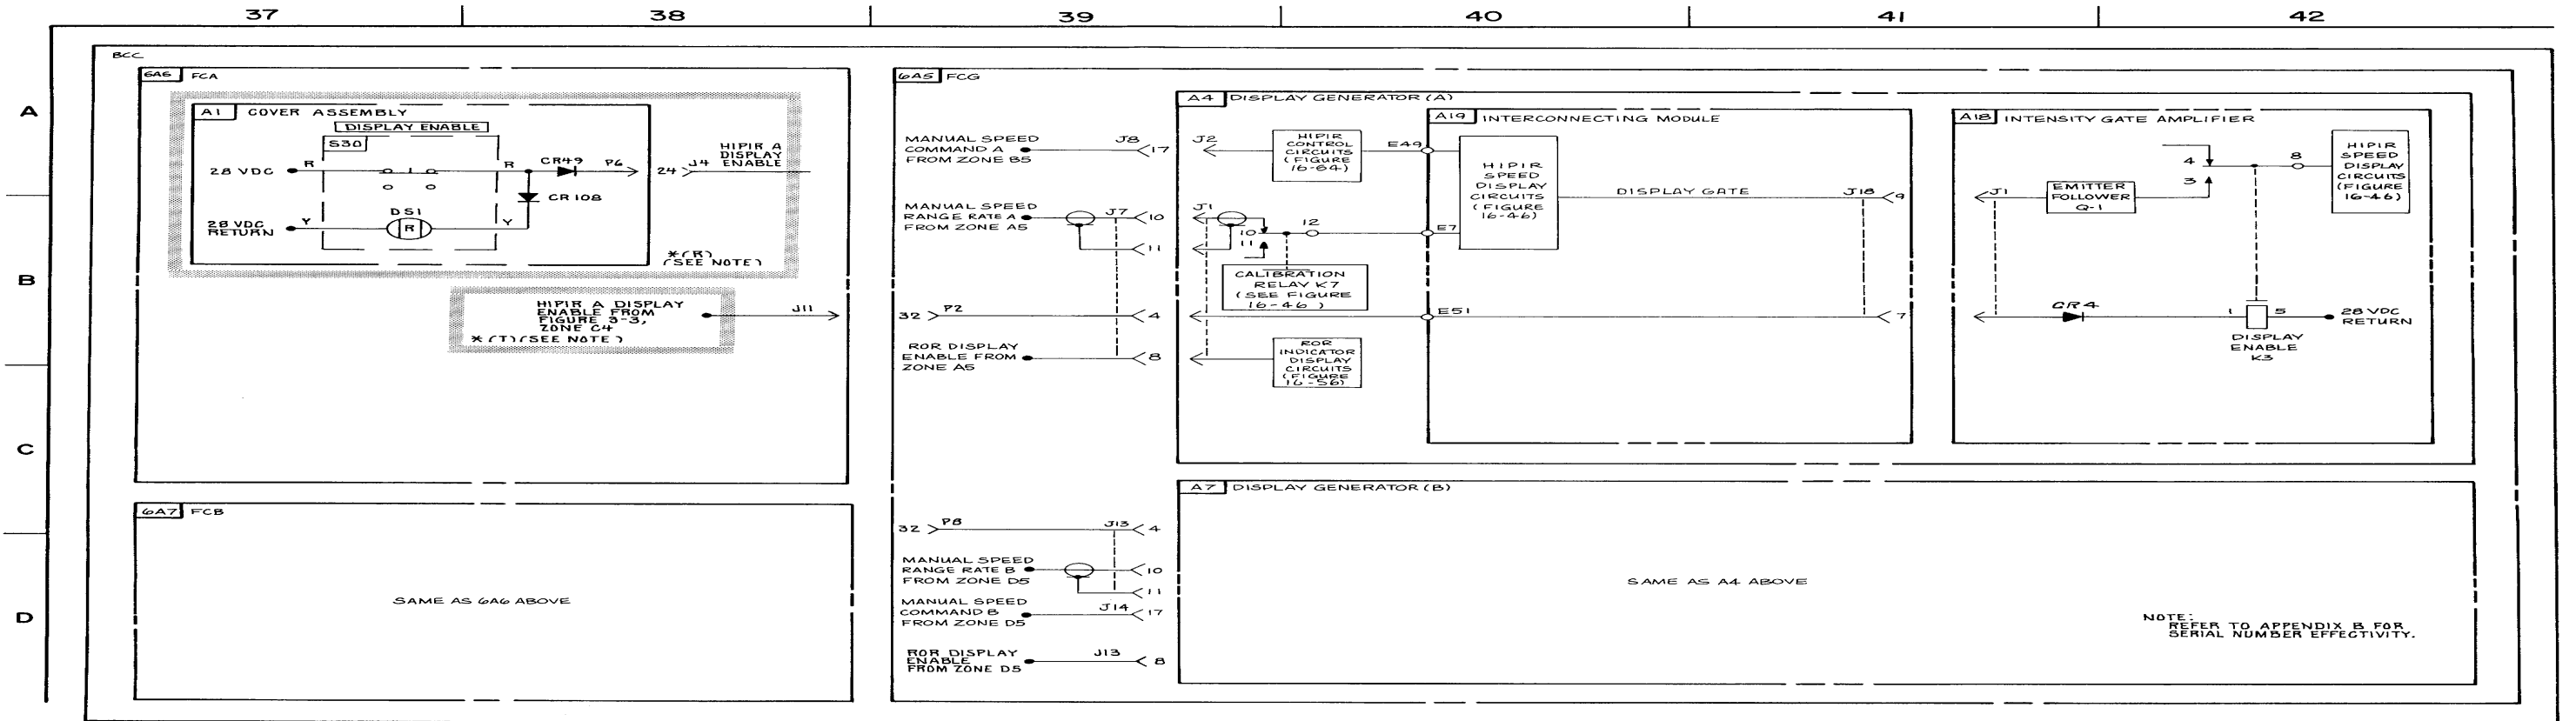 37 38 39 40 41 42
A
B
C
D
BCC
6A6 FCA
A1 COVER ASSEMBLY
DISPLAY ENABLE
S30
28 VDC
R
R
CR49
P6
24
J4
HIPIR A
DISPLAY
ENABLE
CR108
28 VDC
RETURN
Y
DS1
R
Y
*(R)
(SEE NOTE)
HIPIR A DISPLAY
ENABLE FROM
FIGURE 3-3,
ZONE C4
*(T)(SEE NOTE)
J11
6A7 FCB
SAME AS 6A6 ABOVE
6A5 FCG
MANUAL SPEED
COMMAND A
FROM ZONE B5
J8
17
MANUAL SPEED
RANGE RATE A
FROM ZONE A5
J7
10
11
32
P2
4
ROR DISPLAY
ENABLE FROM
ZONE A5
8
32
P8
J13
4
MANUAL SPEED
RANGE RATE B
FROM ZONE D5
10
11
MANUAL SPEED
COMMAND B
FROM ZONE D5
J14
17
ROR DISPLAY
ENABLE
FROM ZONE D5
J13
8
A4 DISPLAY GENERATOR (A)
J2
HIPIR
CONTROL
CIRCUITS
(FIGURE
16-64)
E49
J1
10
11
12
E7
CALIBRATION
RELAY K7
(SEE FIGURE
16-46)
E51
ROR
INDICATOR
DISPLAY
CIRCUITS
(FIGURE
16-56)
A19 INTERCONNECTING MODULE
HIPIR
SPEED
DISPLAY
CIRCUITS
(FIGURE
16-46)
DISPLAY GATE
J18
9
7
A18 INTENSITY GATE AMPLIFIER
J1
EMITTER
FOLLOWER
Q-1
4
3
8
HIPIR
SPEED
DISPLAY
CIRCUITS
(FIGURE
16-46)
CR4
1
5
28 VDC
RETURN
DISPLAY
ENABLE
K3
A7 DISPLAY GENERATOR (B)
SAME AS A4 ABOVE
NOTE:
REFER TO APPENDIX B FOR
SERIAL NUMBER EFFECTIVITY.